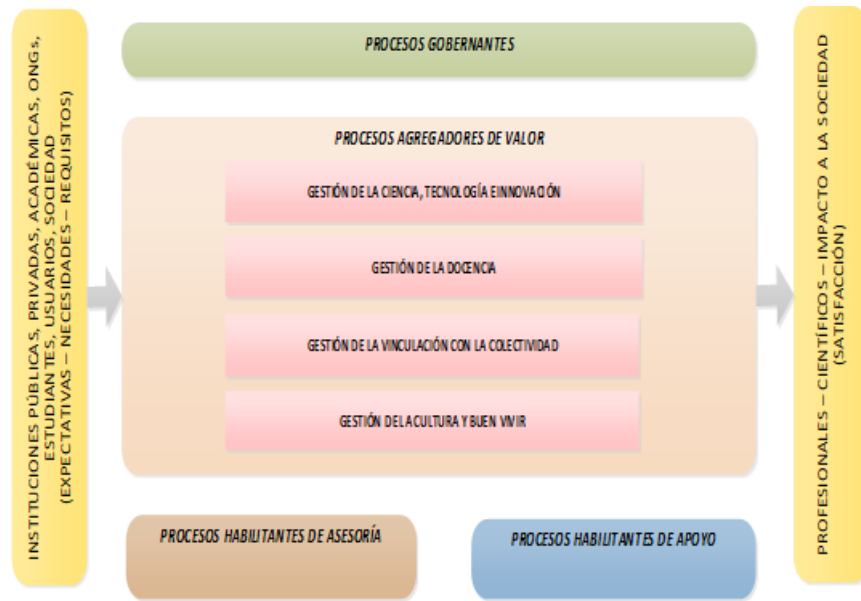 INSTITUCIONES PÚBLICAS, PRIVADAS, ACADÉMICAS, ONGs,
ESTUDIANTES, USUARIOS, SOCIEDAD
(EXPECTATIVAS – NECESIDADES – REQUISITOS)
PROCESOS GOBERNANTES
PROCESOS AGREGADORES DE VALOR
GESTIÓN DE LA CIENCIA, TECNOLOGÍA E INNOVACIÓN
GESTIÓN DE LA DOCENCIA
GESTIÓN DE LA VINCULACIÓN CON LA COLECTIVIDAD
GESTIÓN DE LA CULTURA Y BUEN VIVIR
PROCESOS HABILITANTES DE ASESORÍA
PROCESOS HABILITANTES DE APOYO
PROFESIONALES – CIENTÍFICOS – IMPACTO A LA SOCIEDAD
(SATISFACCIÓN)